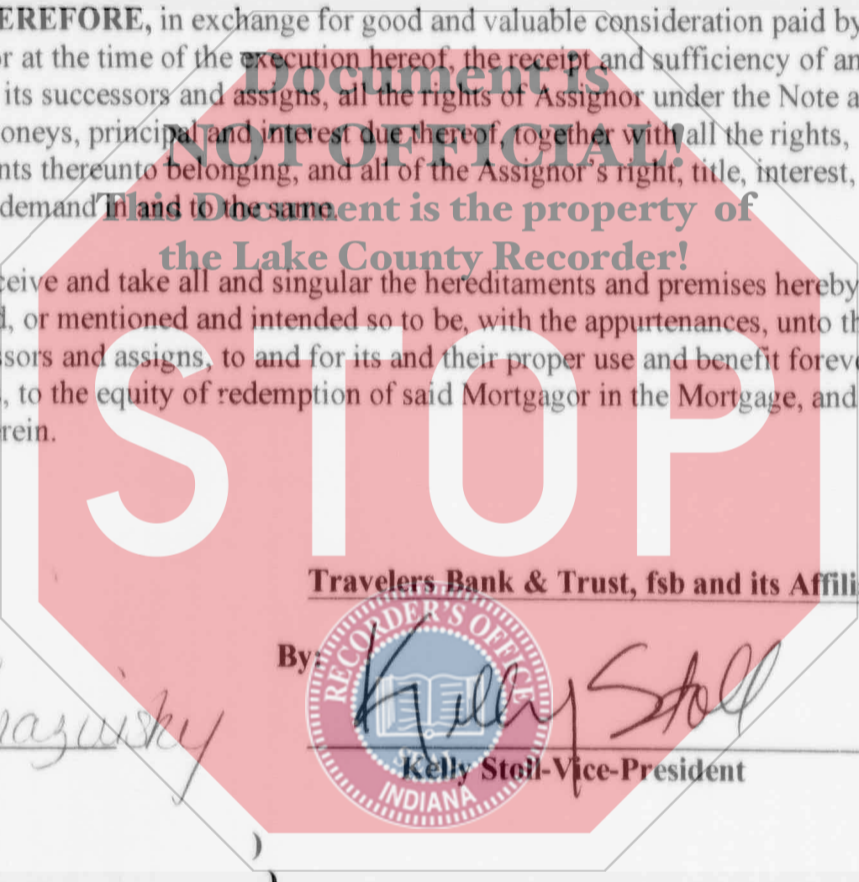 EREFORE, in exchange for good and valuable consideration paid by
r at the time of the execution hereof, the receipt and sufficiency of an
Document is
its successors and assigns, all the rights of Assignor under the Note a
oneys, principal and interest due thereof, together with all the rights,
NOT OFFICIAL!
nts thereunto belonging, and all of the Assignor's right, title, interest,
demand in and to the same.
This Document is the property of
the Lake County Recorder!
ceive and take all and singular the hereditaments and premises hereby
l, or mentioned and intended so to be, with the appurtenances, unto th
ssors and assigns, to and for its and their proper use and benefit foreve
, to the equity of redemption of said Mortgagor in the Mortgage, and
rein.
STOP
Travelers Bank & Trust, fsb and its Affili
RECORDER'S OFFICE
By:
Kelly Stoll
SEAL
Kelly Stoll-Vice-President
INDIANA
)
)